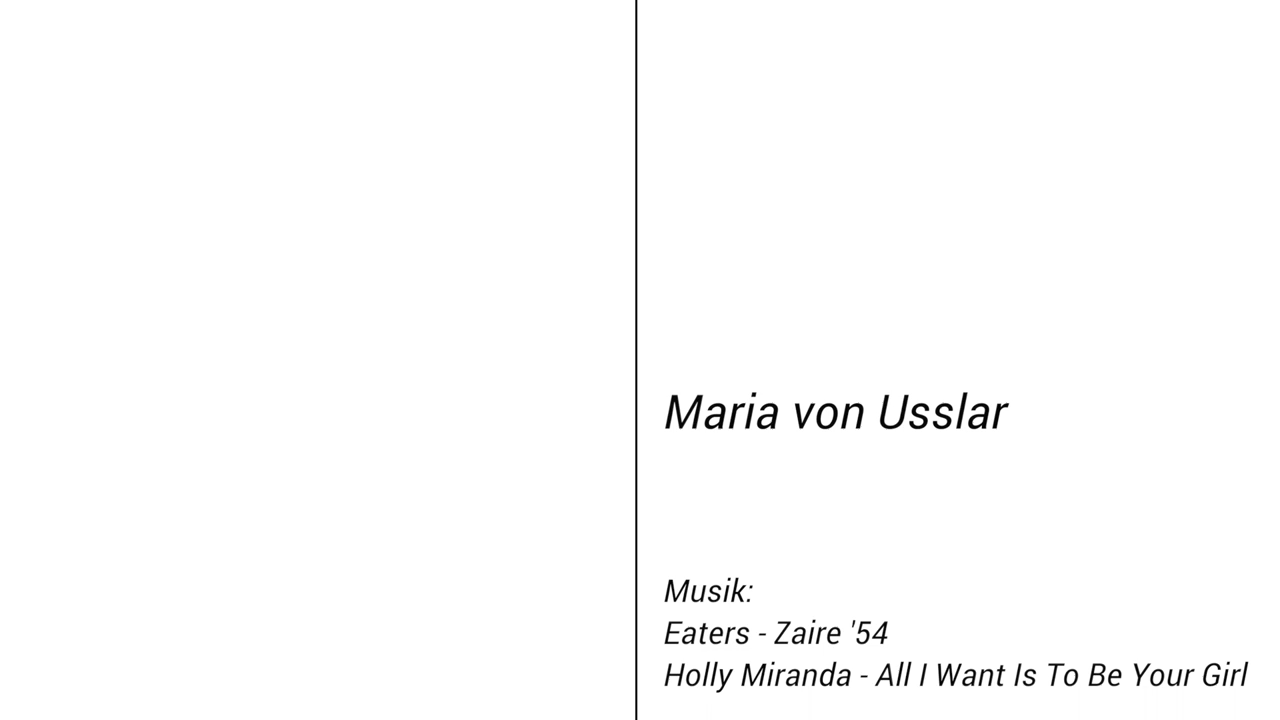 Maria von Usslar
Musik:
Eaters - Zaire '54
Holly Miranda - All I Want Is To Be Your Girl